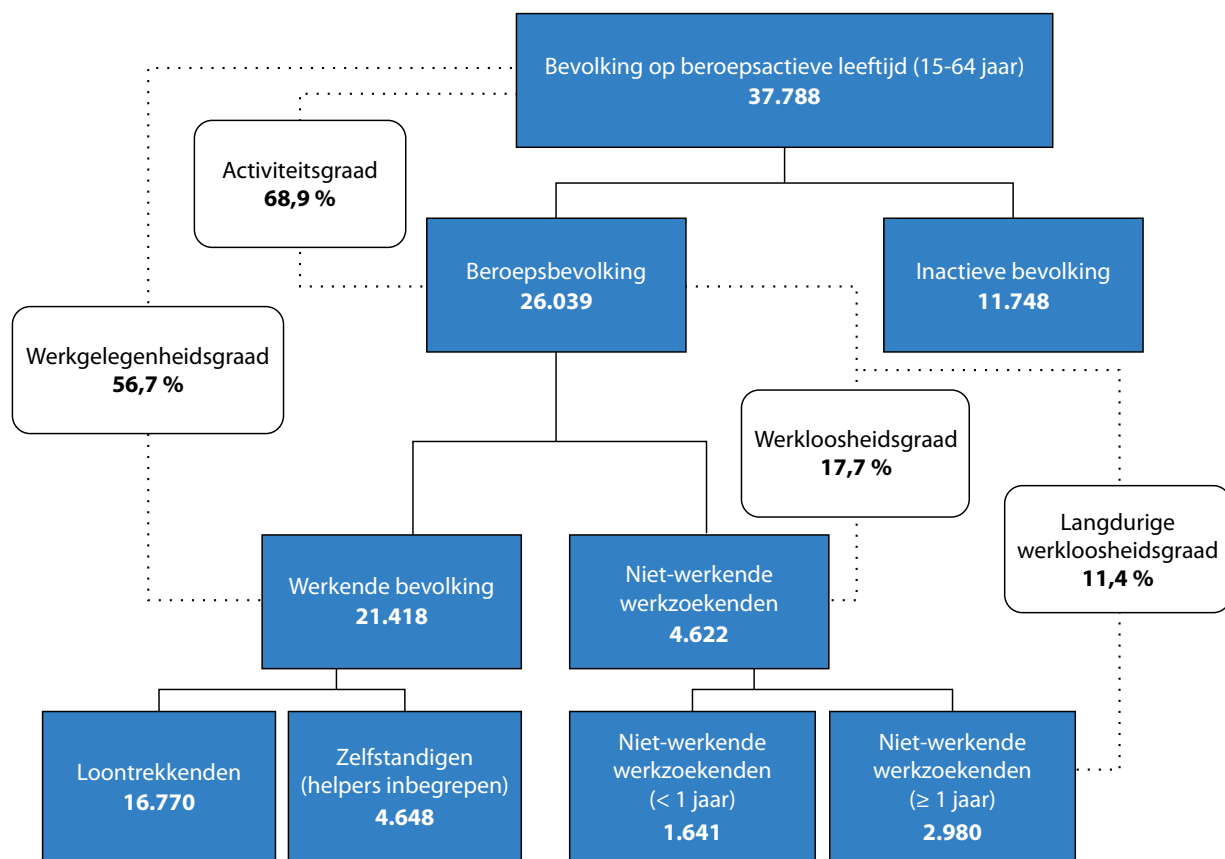 Bevolking op beroepsactieve leeftijd (15-64 jaar)
37.788
Activiteitsgraad
68,9 %
Beroepsbevolking
26.039
Inactieve bevolking
11.748
Werkgelegenheidsgraad
56,7 %
Werkloosheidsgraad
17,7 %
Langdurige
werkloosheidsgraad
11,4 %
Werkende bevolking
21.418
Niet-werkende
werkzoekenden
4.622
Loontrekkenden
16.770
Zelfstandigen
(helpers inbegrepen)
4.648
Niet-werkende
werkzoekenden
(< 1 jaar)
1.641
Niet-werkende
werkzoekenden
(≥ 1 jaar)
2.980